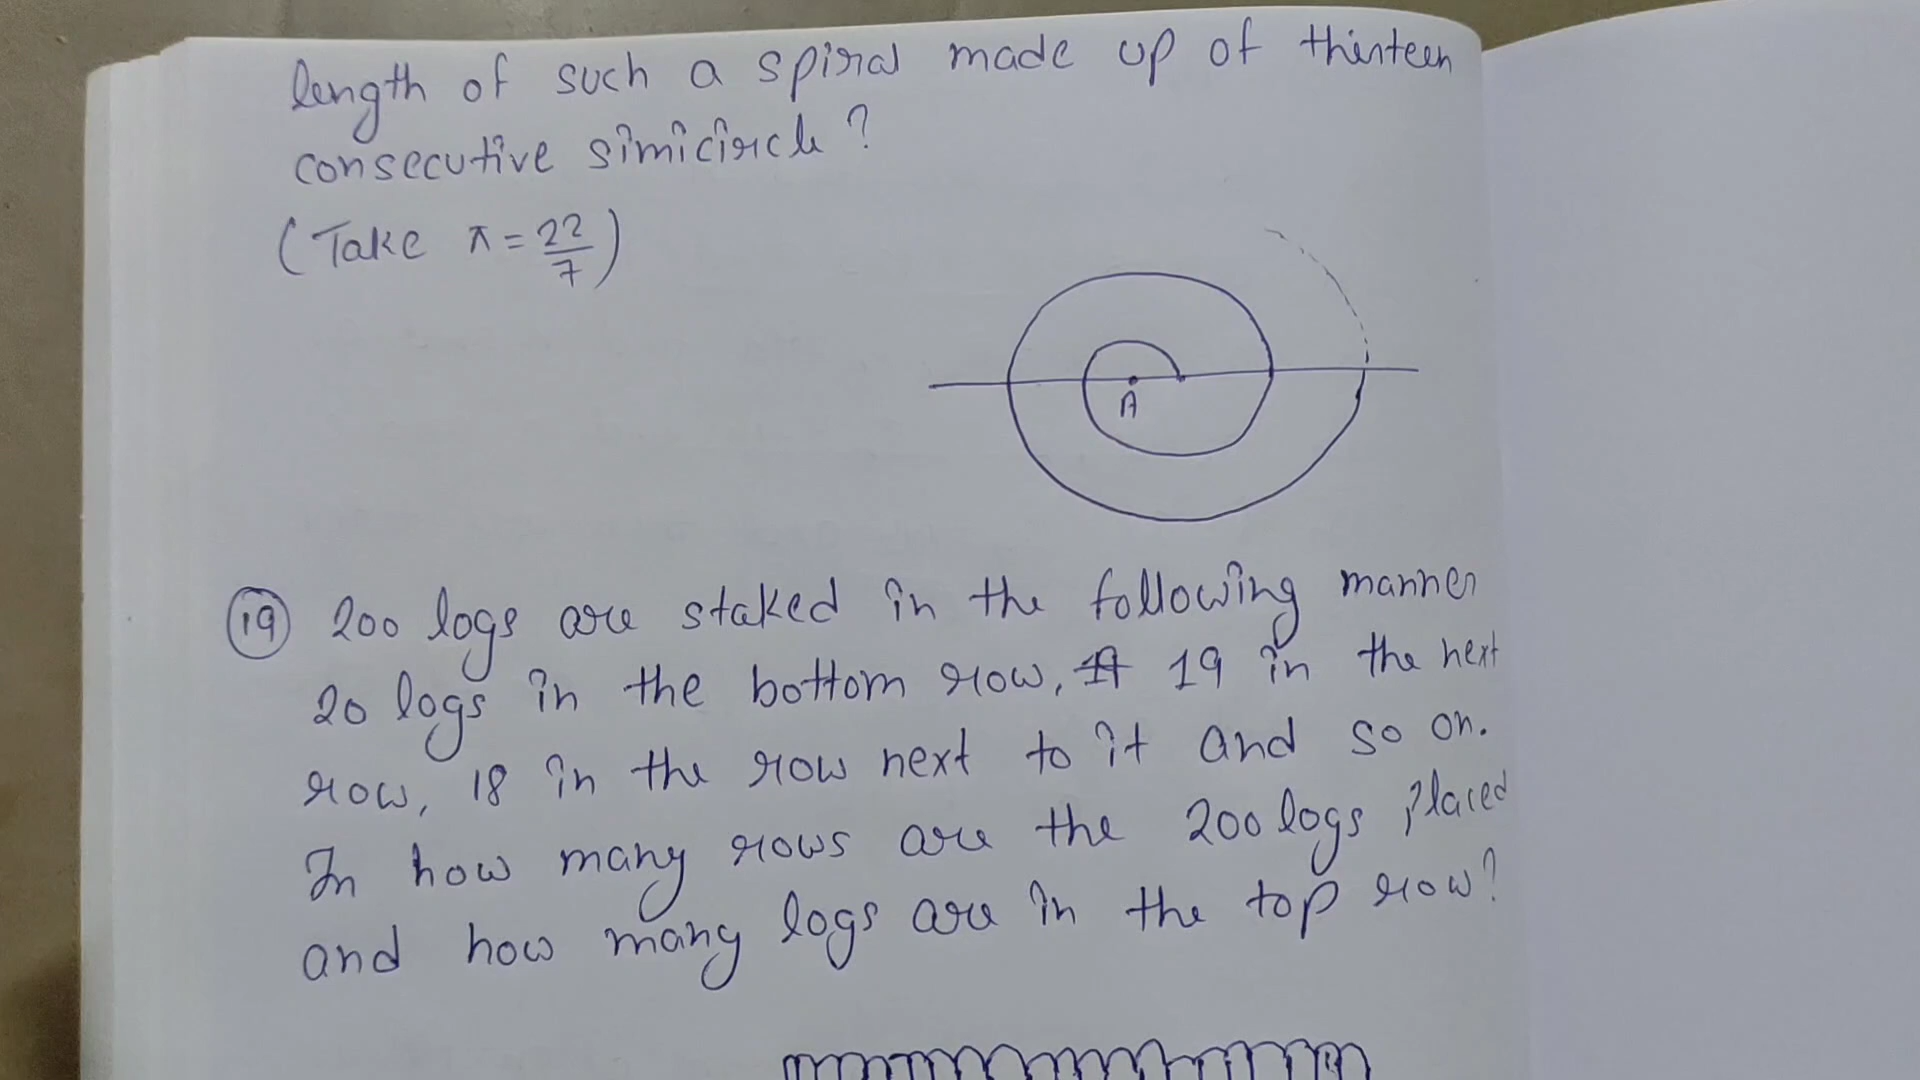 length of such a spiral made up of thirteen
consecutive simicircle ?
(Take π = 22/7)
A
19 200 logs are staked in the following manner
20 logs in the bottom row, 19 in the next
row, 18 in the row next to it and so on.
In how many rows are the 200 logs placed
and how many logs are in the top row?